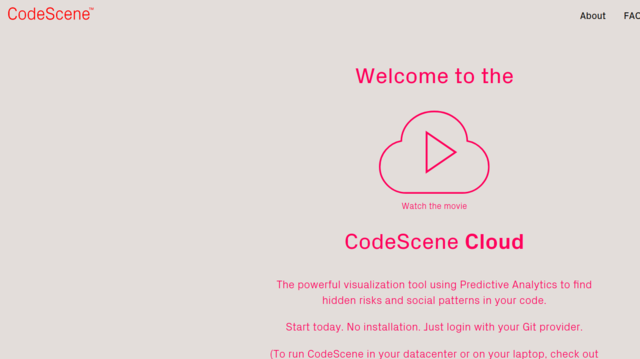 CodeScene™
About FAQ
Welcome to the
Watch the movie
CodeScene Cloud
The powerful visualization tool using Predictive Analytics to find
hidden risks and social patterns in your code.
Start today. No installation. Just login with your Git provider.
(To run CodeScene in your datacenter or on your laptop, check out